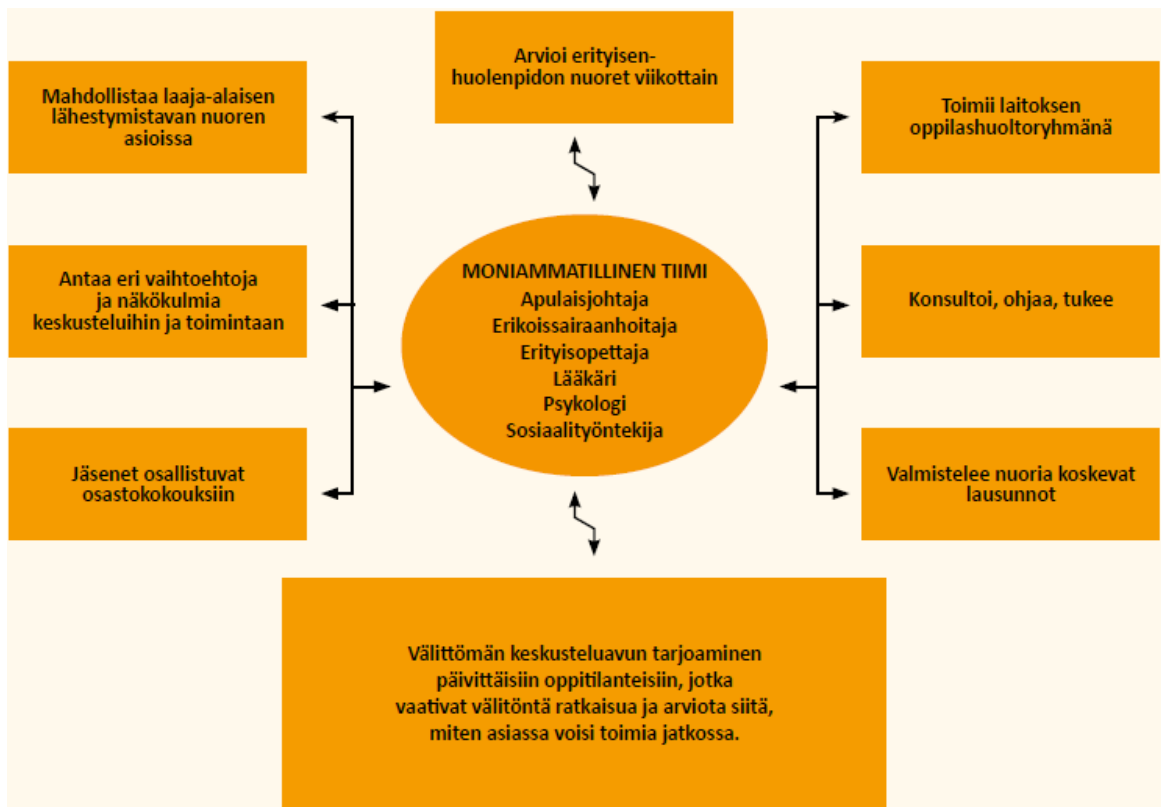 Arvioi erityisen-
huolenpidon nuoret viikottain
Mahdollistaa laaja-alaisen
lähestymistavan nuoren
asioissa
Toimii laitoksen
oppilashuoltoryhmänä
Antaa eri vaihtoehtoja
ja näkökulmia
keskusteluihin ja toimintaan
MONIAMMATILLINEN TIIMI
Apulaisjohtaja
Erikoissairaanhoitaja
Erityisopettaja
Lääkäri
Psykologi
Sosiaalityöntekija
Konsultoi, ohjaa, tukee
Jäsenet osallistuvat
osastokokouksiin
Valmistelee nuoria koskevat
lausunnot
Välittömän keskusteluavun tarjoaminen
päivittäisiin oppitilanteisiin, jotka
vaativat välitöntä ratkaisua ja arviota siitä,
miten asiassa voisi toimia jatkossa.